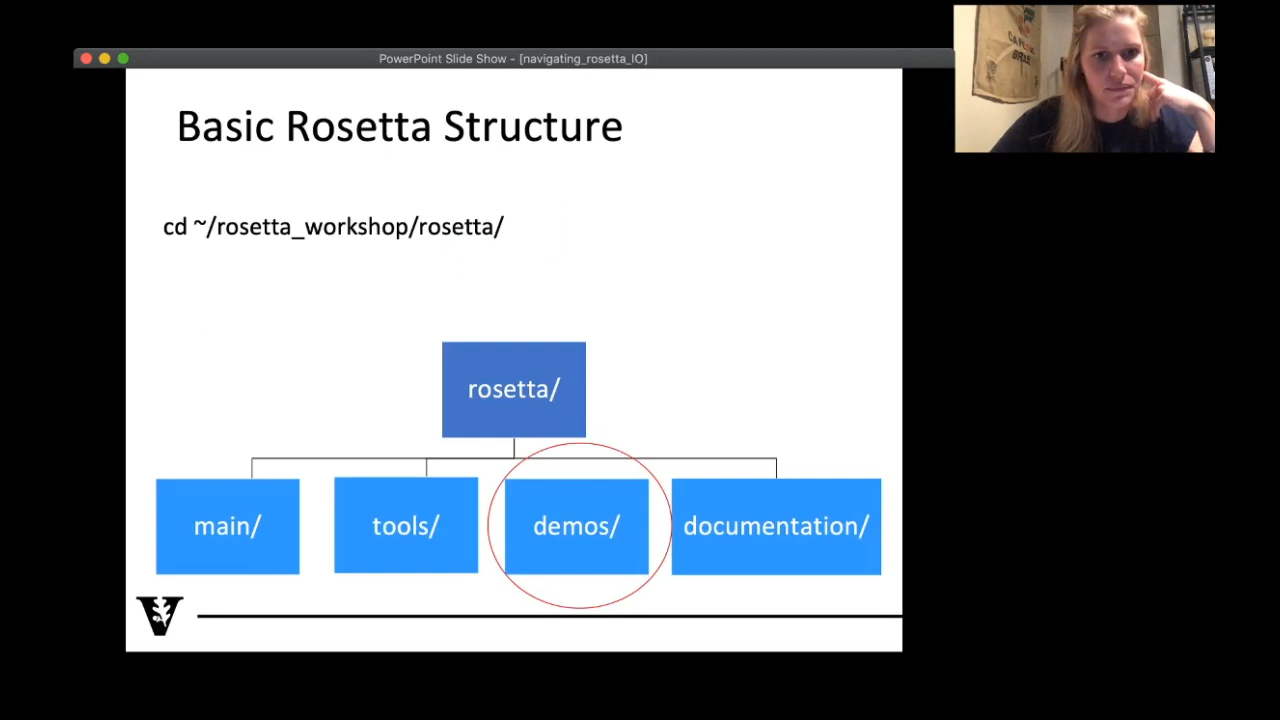 PowerPoint Slide Show - [navigating_rosetta_IO]
Basic Rosetta Structure
cd ~/rosetta_workshop/rosetta/
rosetta/
main/
tools/
demos/
documentation/
V